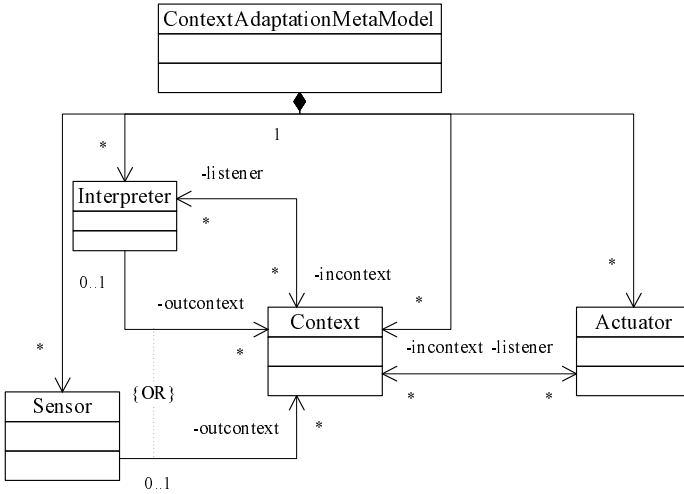 ContextAdaptationMetaModel
1
*
-listener
Interpreter
*
*
*
0..1
-incontext
-outcontext
*
Context
Actuator
*
-incontext -listener
*
{OR}
Sensor
*
*
-outcontext
*
0..1